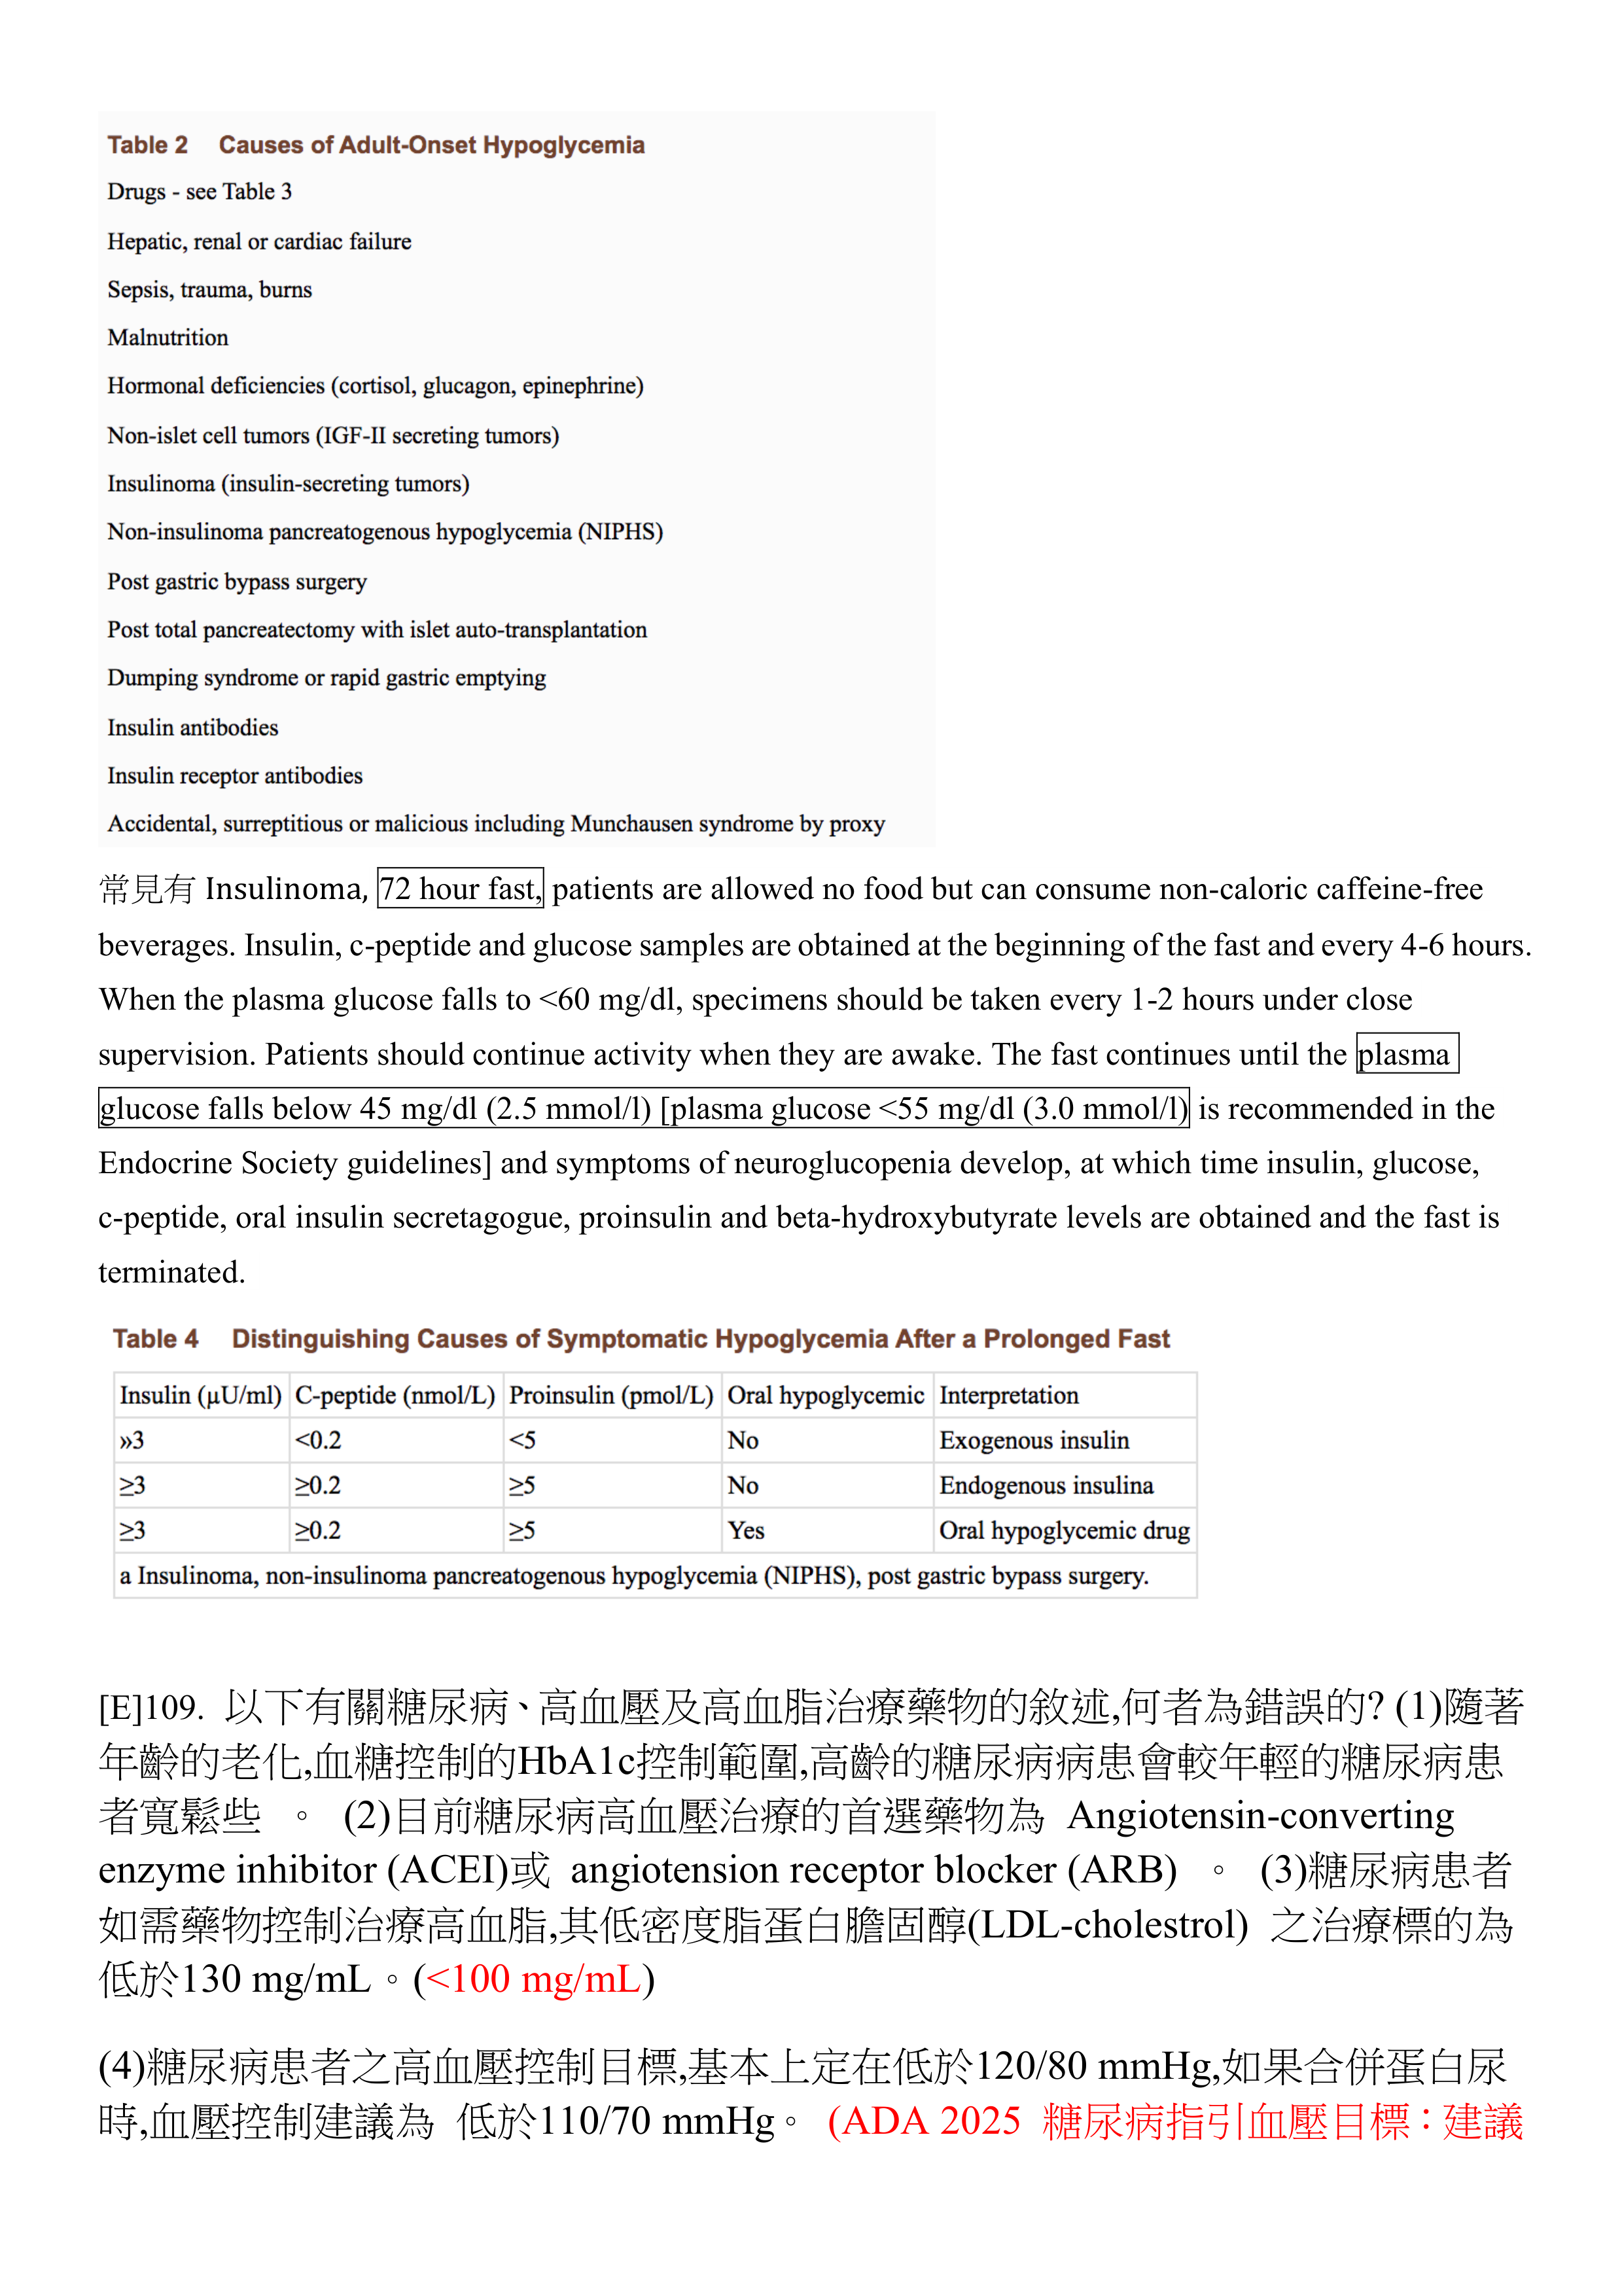 Table 2 Causes of Adult-Onset Hypoglycemia
Drugs - see Table 3
Hepatic, renal or cardiac failure
Sepsis, trauma, burns
Malnutrition
Hormonal deficiencies (cortisol, glucagon, epinephrine)
Non-islet cell tumors (IGF-II secreting tumors)
Insulinoma (insulin-secreting tumors)
Non-insulinoma pancreatogenous hypoglycemia (NIPHS)
Post gastric bypass surgery
Post total pancreatectomy with islet auto-transplantation
Dumping syndrome or rapid gastric emptying
Insulin antibodies
Insulin receptor antibodies
Accidental, surreptitious or malicious including Munchausen syndrome by proxy
常見有 Insulinoma, 72 hour fast, patients are allowed no food but can consume non-caloric caffeine-free
beverages. Insulin, c-peptide and glucose samples are obtained at the beginning of the fast and every 4-6 hours.
When the plasma glucose falls to <60 mg/dl, specimens should be taken every 1-2 hours under close
supervision. Patients should continue activity when they are awake. The fast continues until the plasma
glucose falls below 45 mg/dl (2.5 mmol/l) [plasma glucose <55 mg/dl (3.0 mmol/l) is recommended in the
Endocrine Society guidelines] and symptoms of neuroglucopenia develop, at which time insulin, glucose,
c-peptide, oral insulin secretagogue, proinsulin and beta-hydroxybutyrate levels are obtained and the fast is
terminated.
Table 4 Distinguishing Causes of Symptomatic Hypoglycemia After a Prolonged Fast
Insulin (µU/ml) C-peptide (nmol/L) Proinsulin (pmol/L) Oral hypoglycemic Interpretation
»3 <0.2 <5 No Exogenous insulin
≥3 ≥0.2 ≥5 No Endogenous insulina
≥3 ≥0.2 ≥5 Yes Oral hypoglycemic drug
a Insulinoma, non-insulinoma pancreatogenous hypoglycemia (NIPHS), post gastric bypass surgery.
[E]109. 以下有關糖尿病、高血壓及高血脂治療藥物的敘述,何者為錯誤的? (1)隨著
年齡的老化,血糖控制的HbA1c控制範圍,高齡的糖尿病病患會較年輕的糖尿病患
者寬鬆些 。 (2)目前糖尿病高血壓治療的首選藥物為 Angiotensin-converting
enzyme inhibitor (ACEI)或 angiotension receptor blocker (ARB) 。 (3)糖尿病患者
如需藥物控制治療高血脂,其低密度脂蛋白膽固醇(LDL-cholestrol) 之治療標的為
低於130 mg/mL。(<100 mg/mL)
(4)糖尿病患者之高血壓控制目標,基本上定在低於120/80 mmHg,如果合併蛋白尿
時,血壓控制建議為 低於110/70 mmHg。 (ADA 2025 糖尿病指引血壓目標：建議